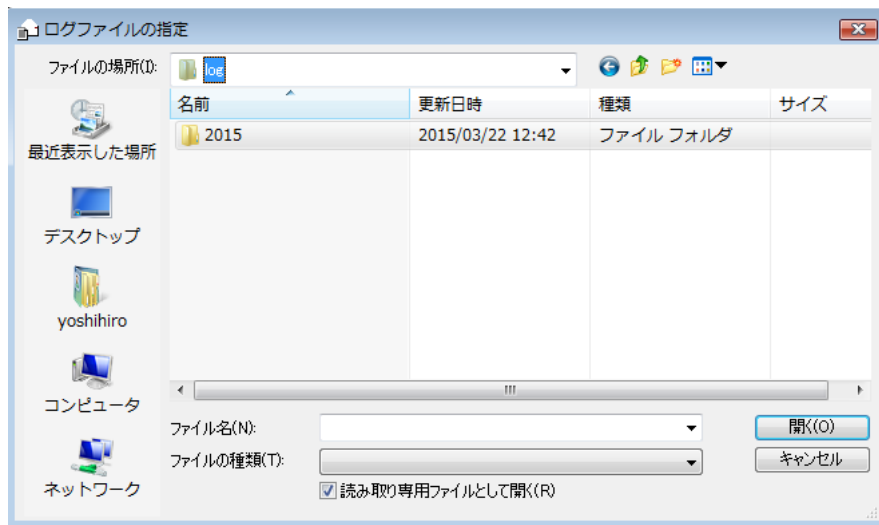 ログファイルの指定
ファイルの場所(I):
log
名前
更新日時
種類
サイズ
2015
2015/03/22 12:42
ファイル フォルダ
最近表示した場所
デスクトップ
yoshihiro
コンピュータ
ネットワーク
ファイル名(N):
開く(O)
ファイルの種類(T):
キャンセル
読み取り専用ファイルとして開く(R)